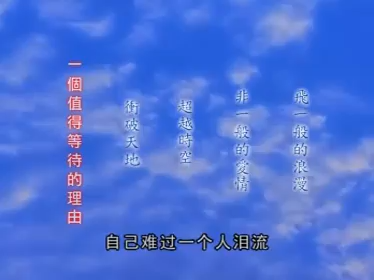 飛一般的浪漫
非一般的愛情
超越時空
衝破天地
一個值得等待的理由
自己难过一个人泪流